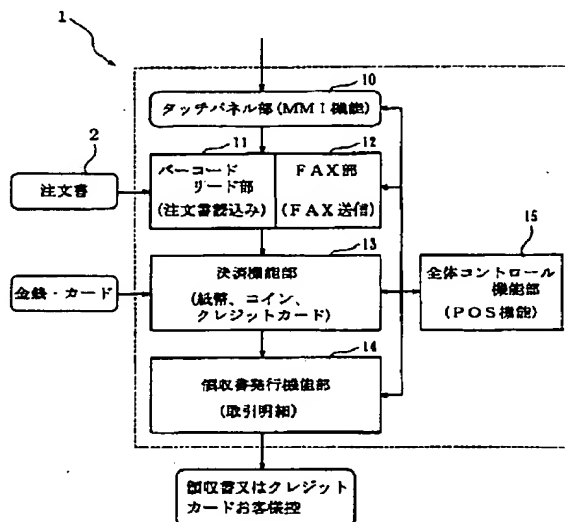 1
10
タッチパネル部(MMI機能)
2
注文書
11
バーコード
リード部
(注文書読込み)
12
FAX部
(FAX送信)
13
決済機能部
(紙幣、コイン、
クレジットカード)
金銭・カード
15
全体コントロール
機能部
(POS機能)
14
領収書発行機能部
(取引明細)
領収書又はクレジット
カードお客様控